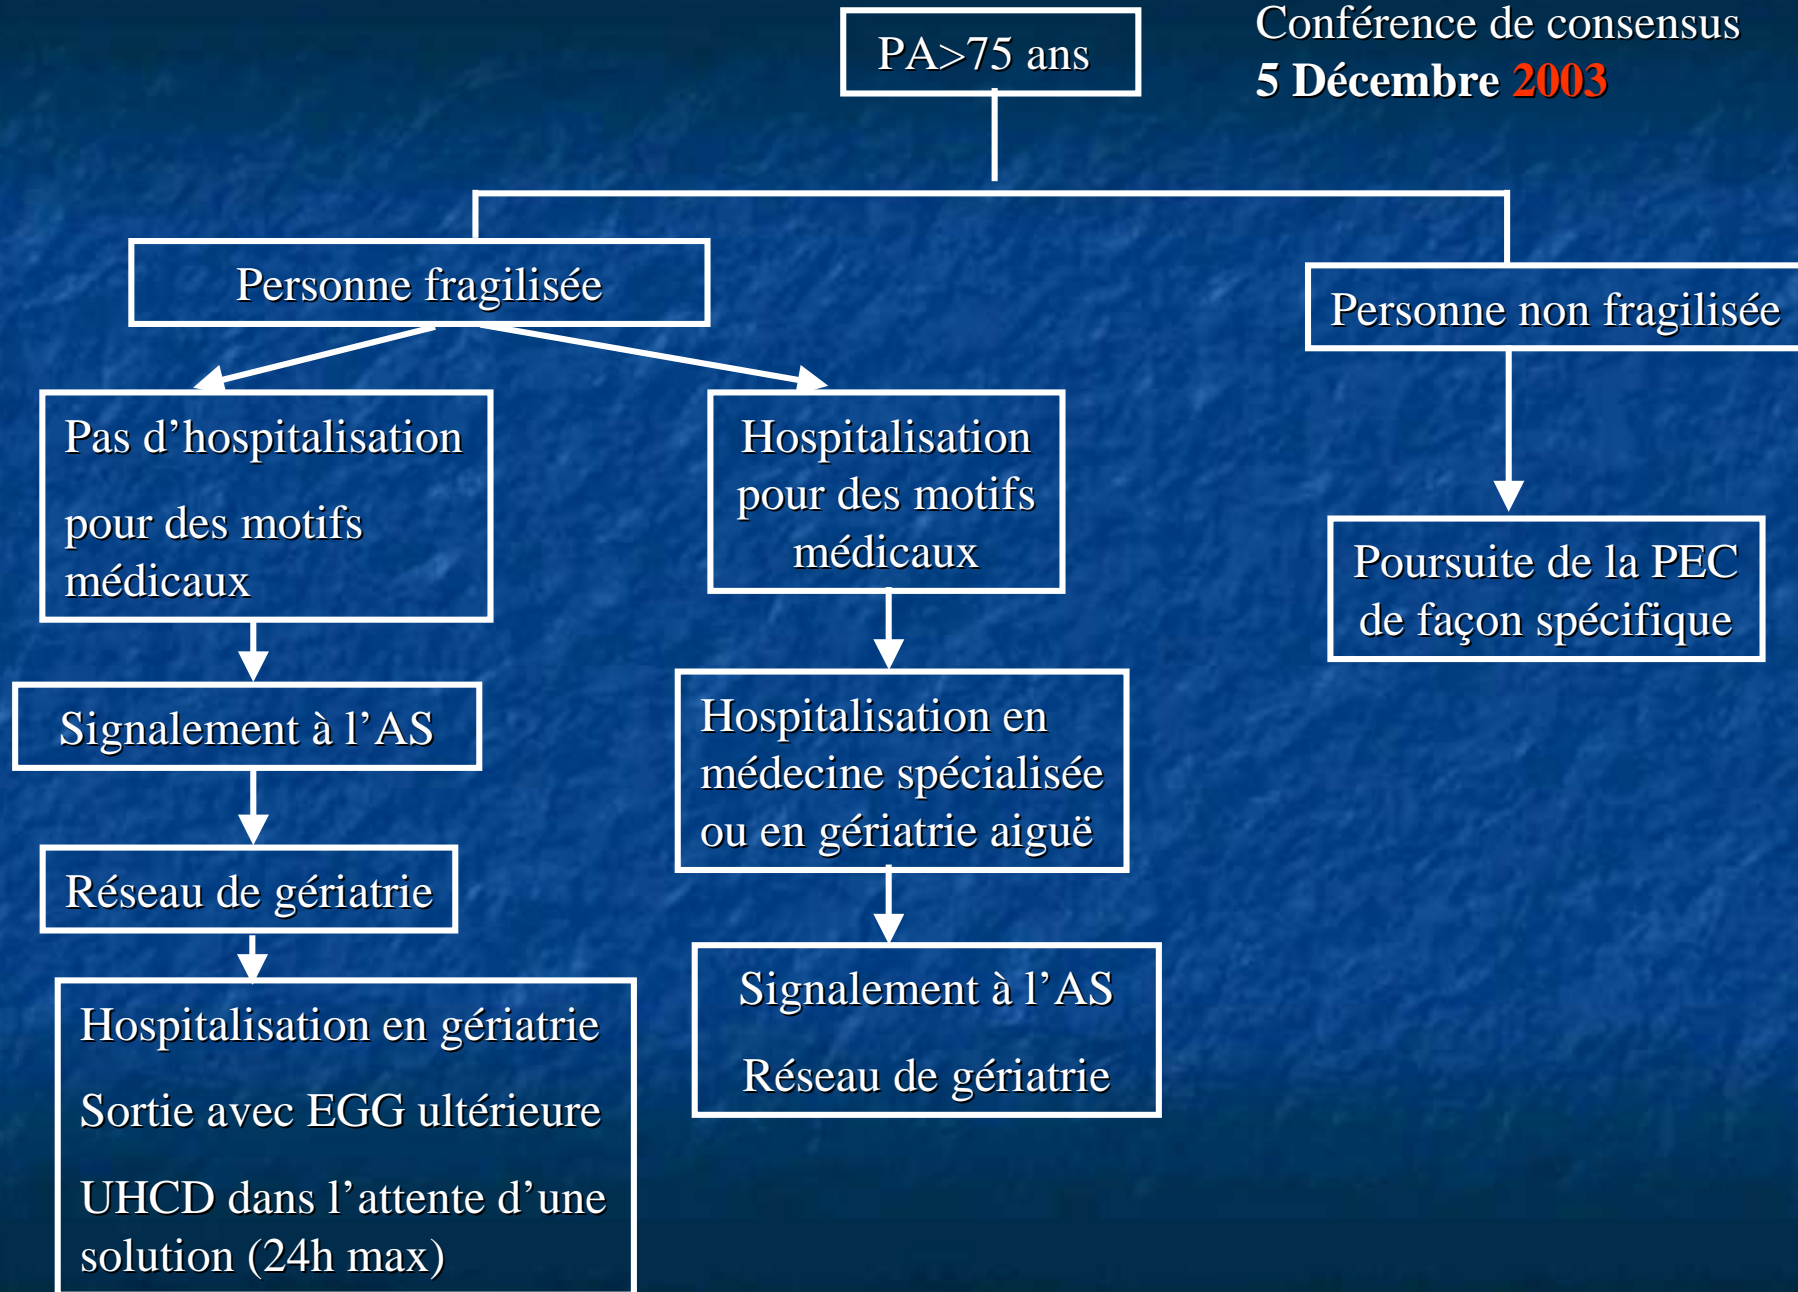 PA>75 ans
Conférence de consensus
5 Décembre 2003
Personne fragilisée
Personne non fragilisée
Pas d’hospitalisation
pour des motifs
médicaux
Hospitalisation
pour des motifs
médicaux
Poursuite de la PEC
de façon spécifique
Signalement à l’AS
Hospitalisation en
médecine spécialisée
ou en gériatrie aiguë
Réseau de gériatrie
Signalement à l’AS
Réseau de gériatrie
Hospitalisation en gériatrie
Sortie avec EGG ultérieure
UHCD dans l’attente d’une
solution (24h max)